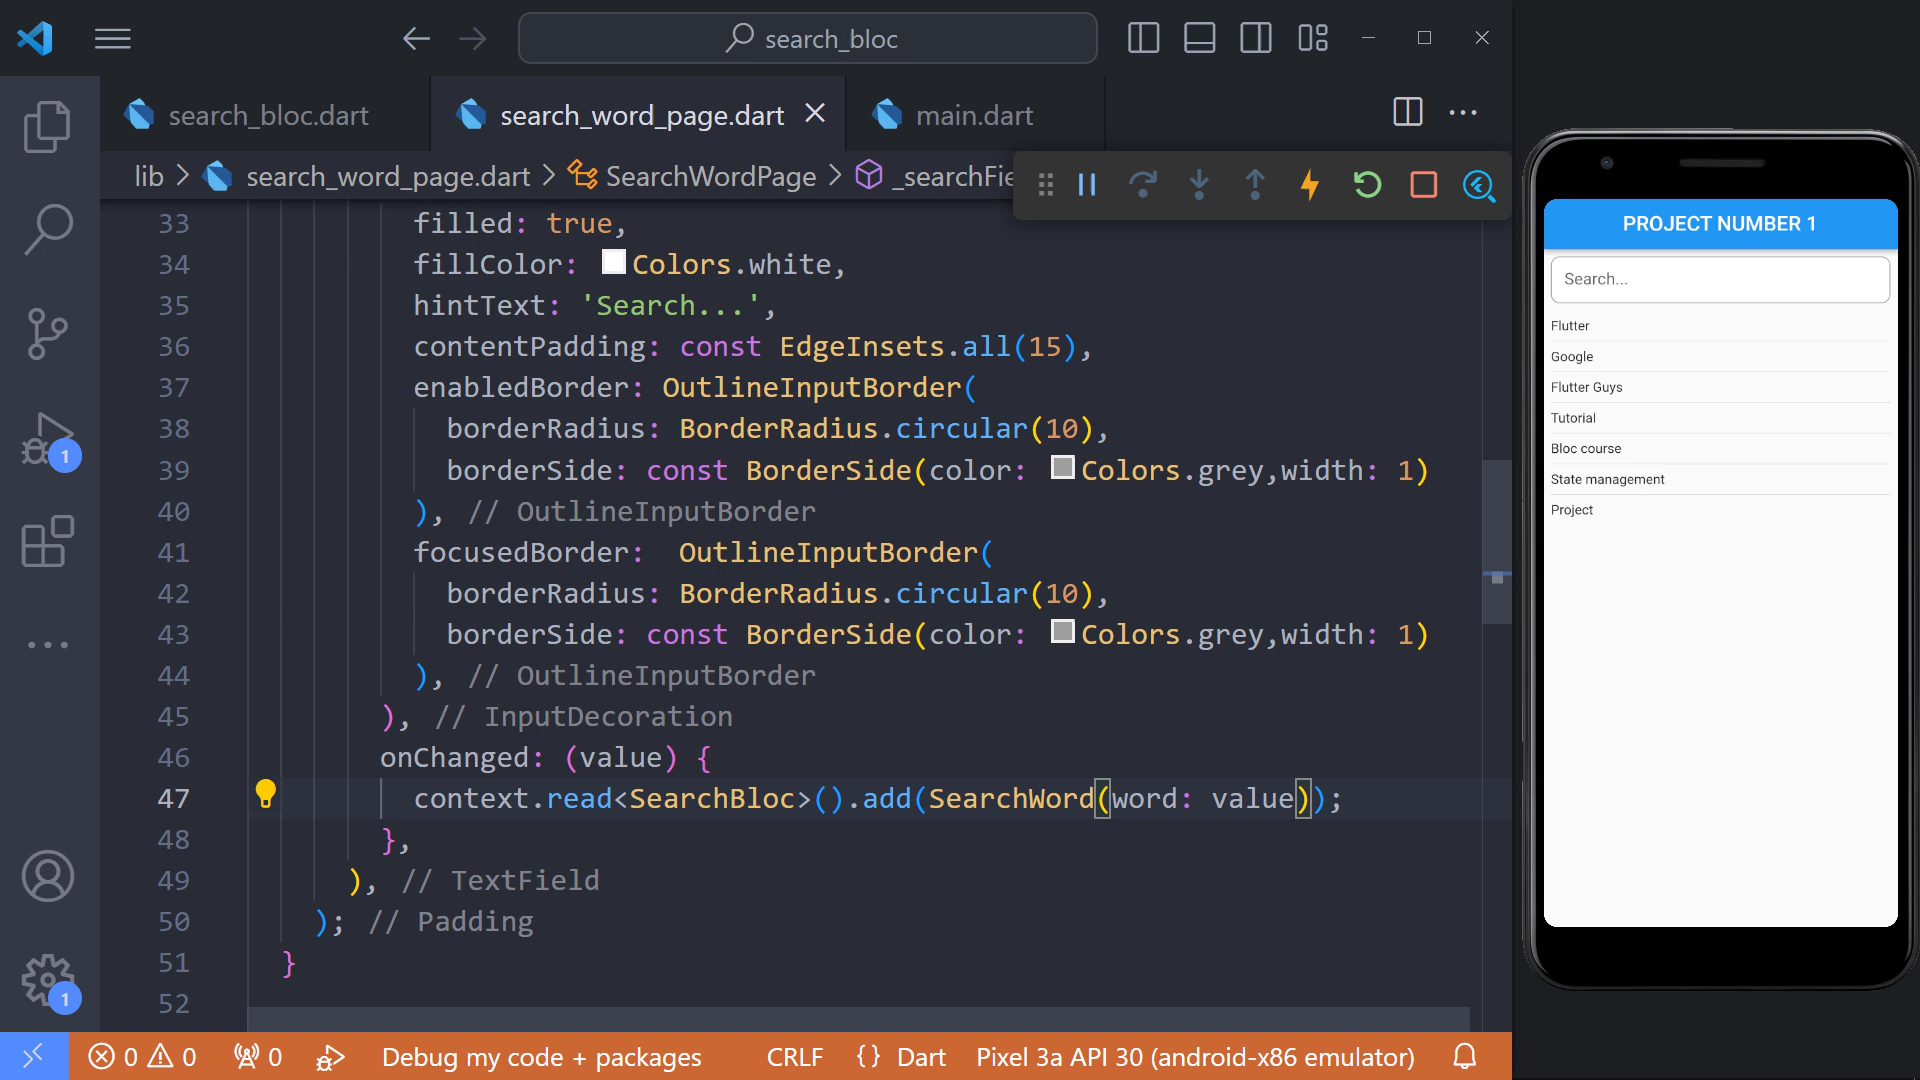 search_bloc
search_bloc.dart
search_word_page.dart
main.dart
lib > search_word_page.dart > SearchWordPage > _searchFie
33 filled: true,
34 fillColor: Colors.white,
35 hintText: 'Search...',
36 contentPadding: const EdgeInsets.all(15),
37 enabledBorder: OutlineInputBorder(
38 borderRadius: BorderRadius.circular(10),
39 borderSide: const BorderSide(color: Colors.grey,width: 1)
40 ), // OutlineInputBorder
41 focusedBorder:  OutlineInputBorder(
42 borderRadius: BorderRadius.circular(10),
43 borderSide: const BorderSide(color: Colors.grey,width: 1)
44 ), // OutlineInputBorder
45 ), // InputDecoration
46 onChanged: (value) {
47 context.read<SearchBloc>().add(SearchWord(word: value));
48 },
49 ), // TextField
50 ); // Padding
51 }
52
1
1
0 0 0 Debug my code + packages CRLF {} Dart Pixel 3a API 30 (android-x86 emulator)
PROJECT NUMBER 1
Search...
Flutter
Google
Flutter Guys
Tutorial
Bloc course
State management
Project